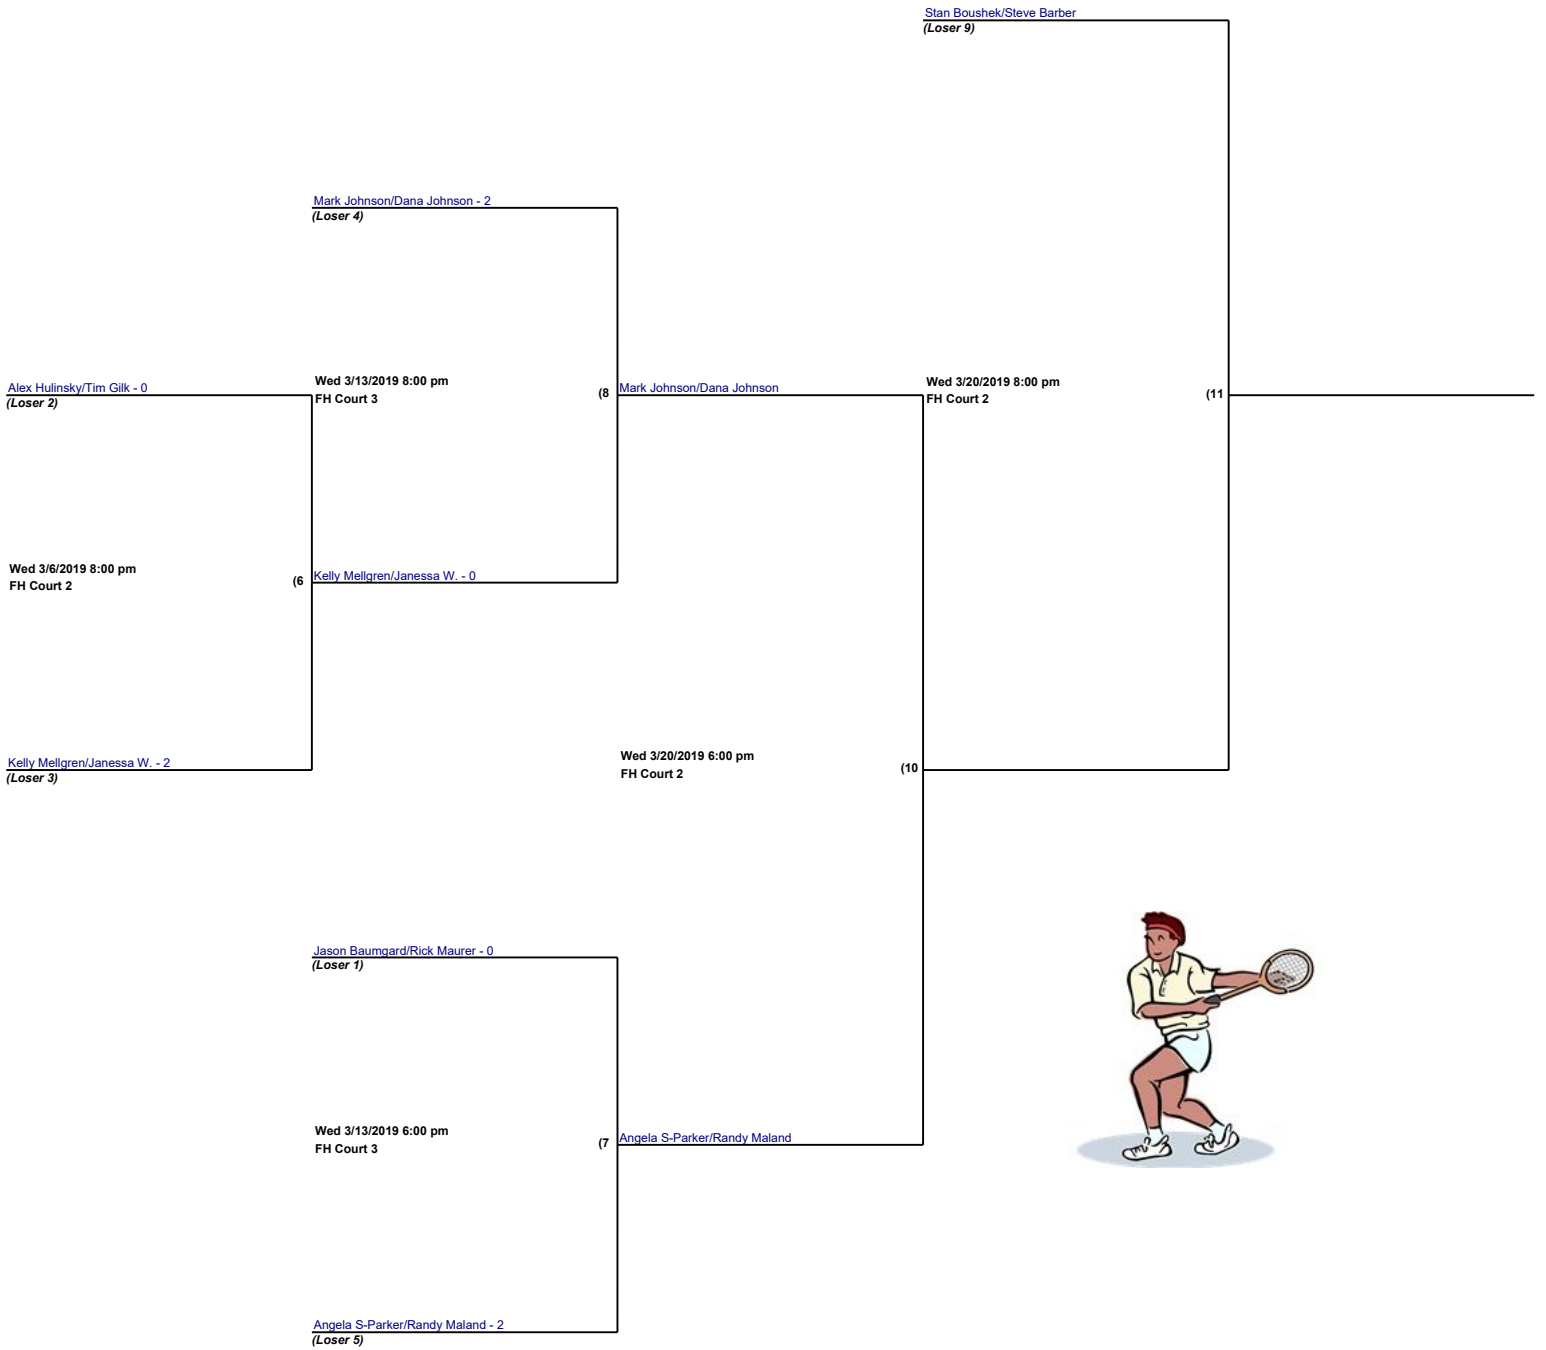 Stan Boushek/Steve Barber
(Loser 9)
Mark Johnson/Dana Johnson - 2
(Loser 4)
Wed 3/13/2019 8:00 pm
FH Court 3
(8
Alex Hulinsky/Tim Gilk - 0
(Loser 2)
Mark Johnson/Dana Johnson
Wed 3/20/2019 8:00 pm
FH Court 2
(11
Wed 3/6/2019 8:00 pm
FH Court 2
(6
Kelly Mellgren/Janessa W. - 0
Kelly Mellgren/Janessa W. - 2
(Loser 3)
Wed 3/20/2019 6:00 pm
FH Court 2
(10
Jason Baumgard/Rick Maurer - 0
(Loser 1)
Wed 3/13/2019 6:00 pm
FH Court 3
(7
Angela S-Parker/Randy Maland
Angela S-Parker/Randy Maland - 2
(Loser 5)